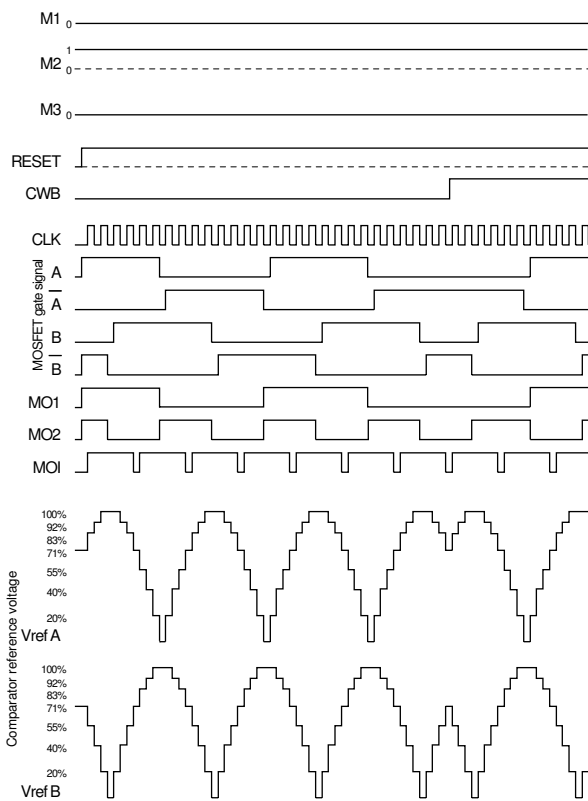 M1 0
1
M2 0
M3 0
RESET
CWB
CLK
MOSFET gate signal
A
A
B
B
MO1
MO2
MOI
Comparator reference voltage
100%
92%
83%
71%
55%
40%
20%
Vref A
100%
92%
83%
71%
55%
40%
20%
Vref B